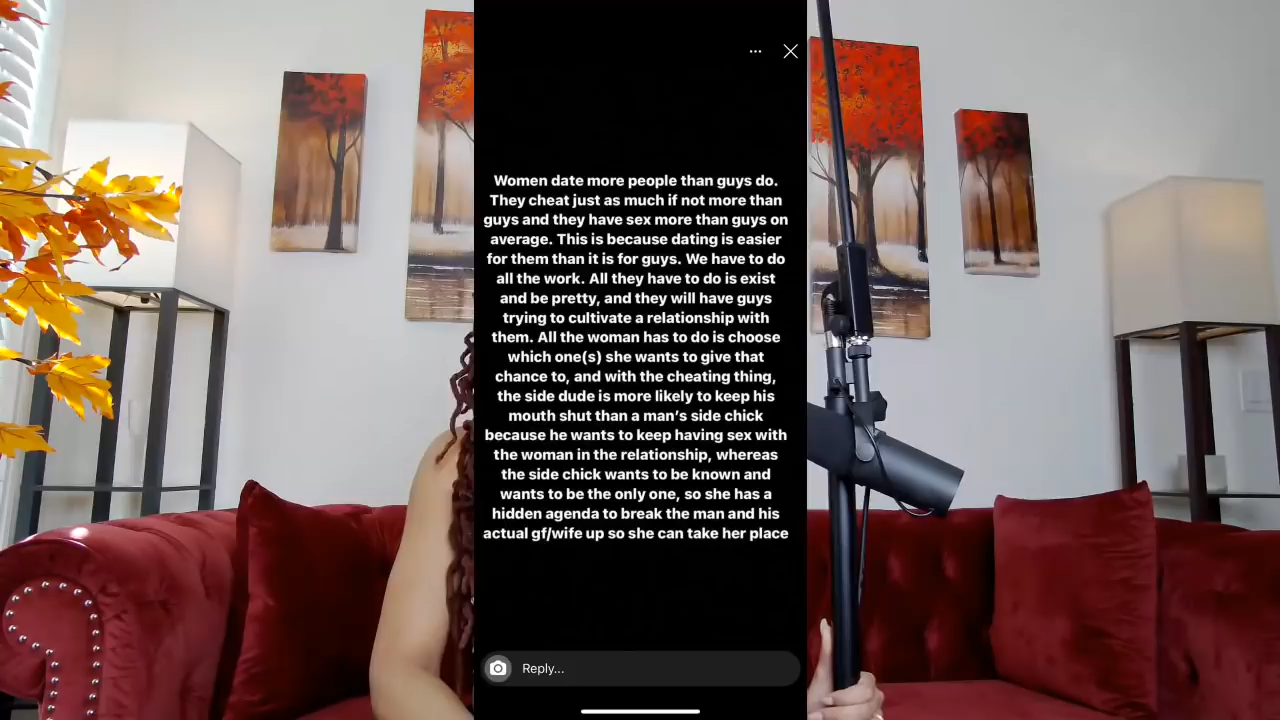 Women date more people than guys do.
They cheat just as much if not more than
guys and they have sex more than guys on
average. This is because dating is easier
for them than it is for guys. We have to do
all the work. All they have to do is exist
and be pretty, and they will have guys
trying to cultivate a relationship with
them. All the woman has to do is choose
which one(s) she wants to give that
chance to, and with the cheating thing,
the side dude is more likely to keep his
mouth shut than a man’s side chick
because he wants to keep having sex with
the woman in the relationship, whereas
the side chick wants to be known and
wants to be the only one, so she has a
hidden agenda to break the man and his
actual gf/wife up so she can take her place
Reply...